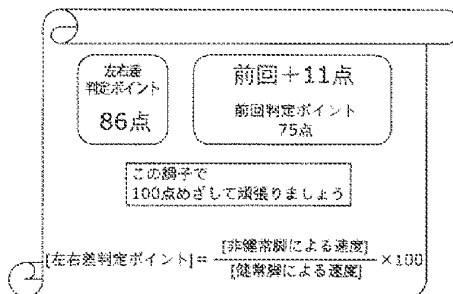 左右差
判定ポイント
86点
前回＋11点
前回判定ポイント
75点
この調子で
100点めざして頑張りましょう
[左右差判定ポイント]＝[非健常脚による速度]/[健常脚による速度]×100